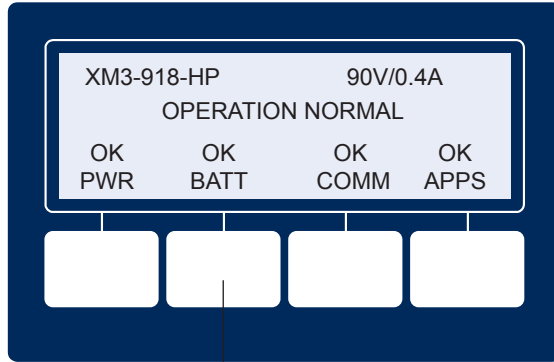 XM3-918-HP 90V/0.4A
OPERATION NORMAL
OK OK OK OK
PWR BATT COMM APPS